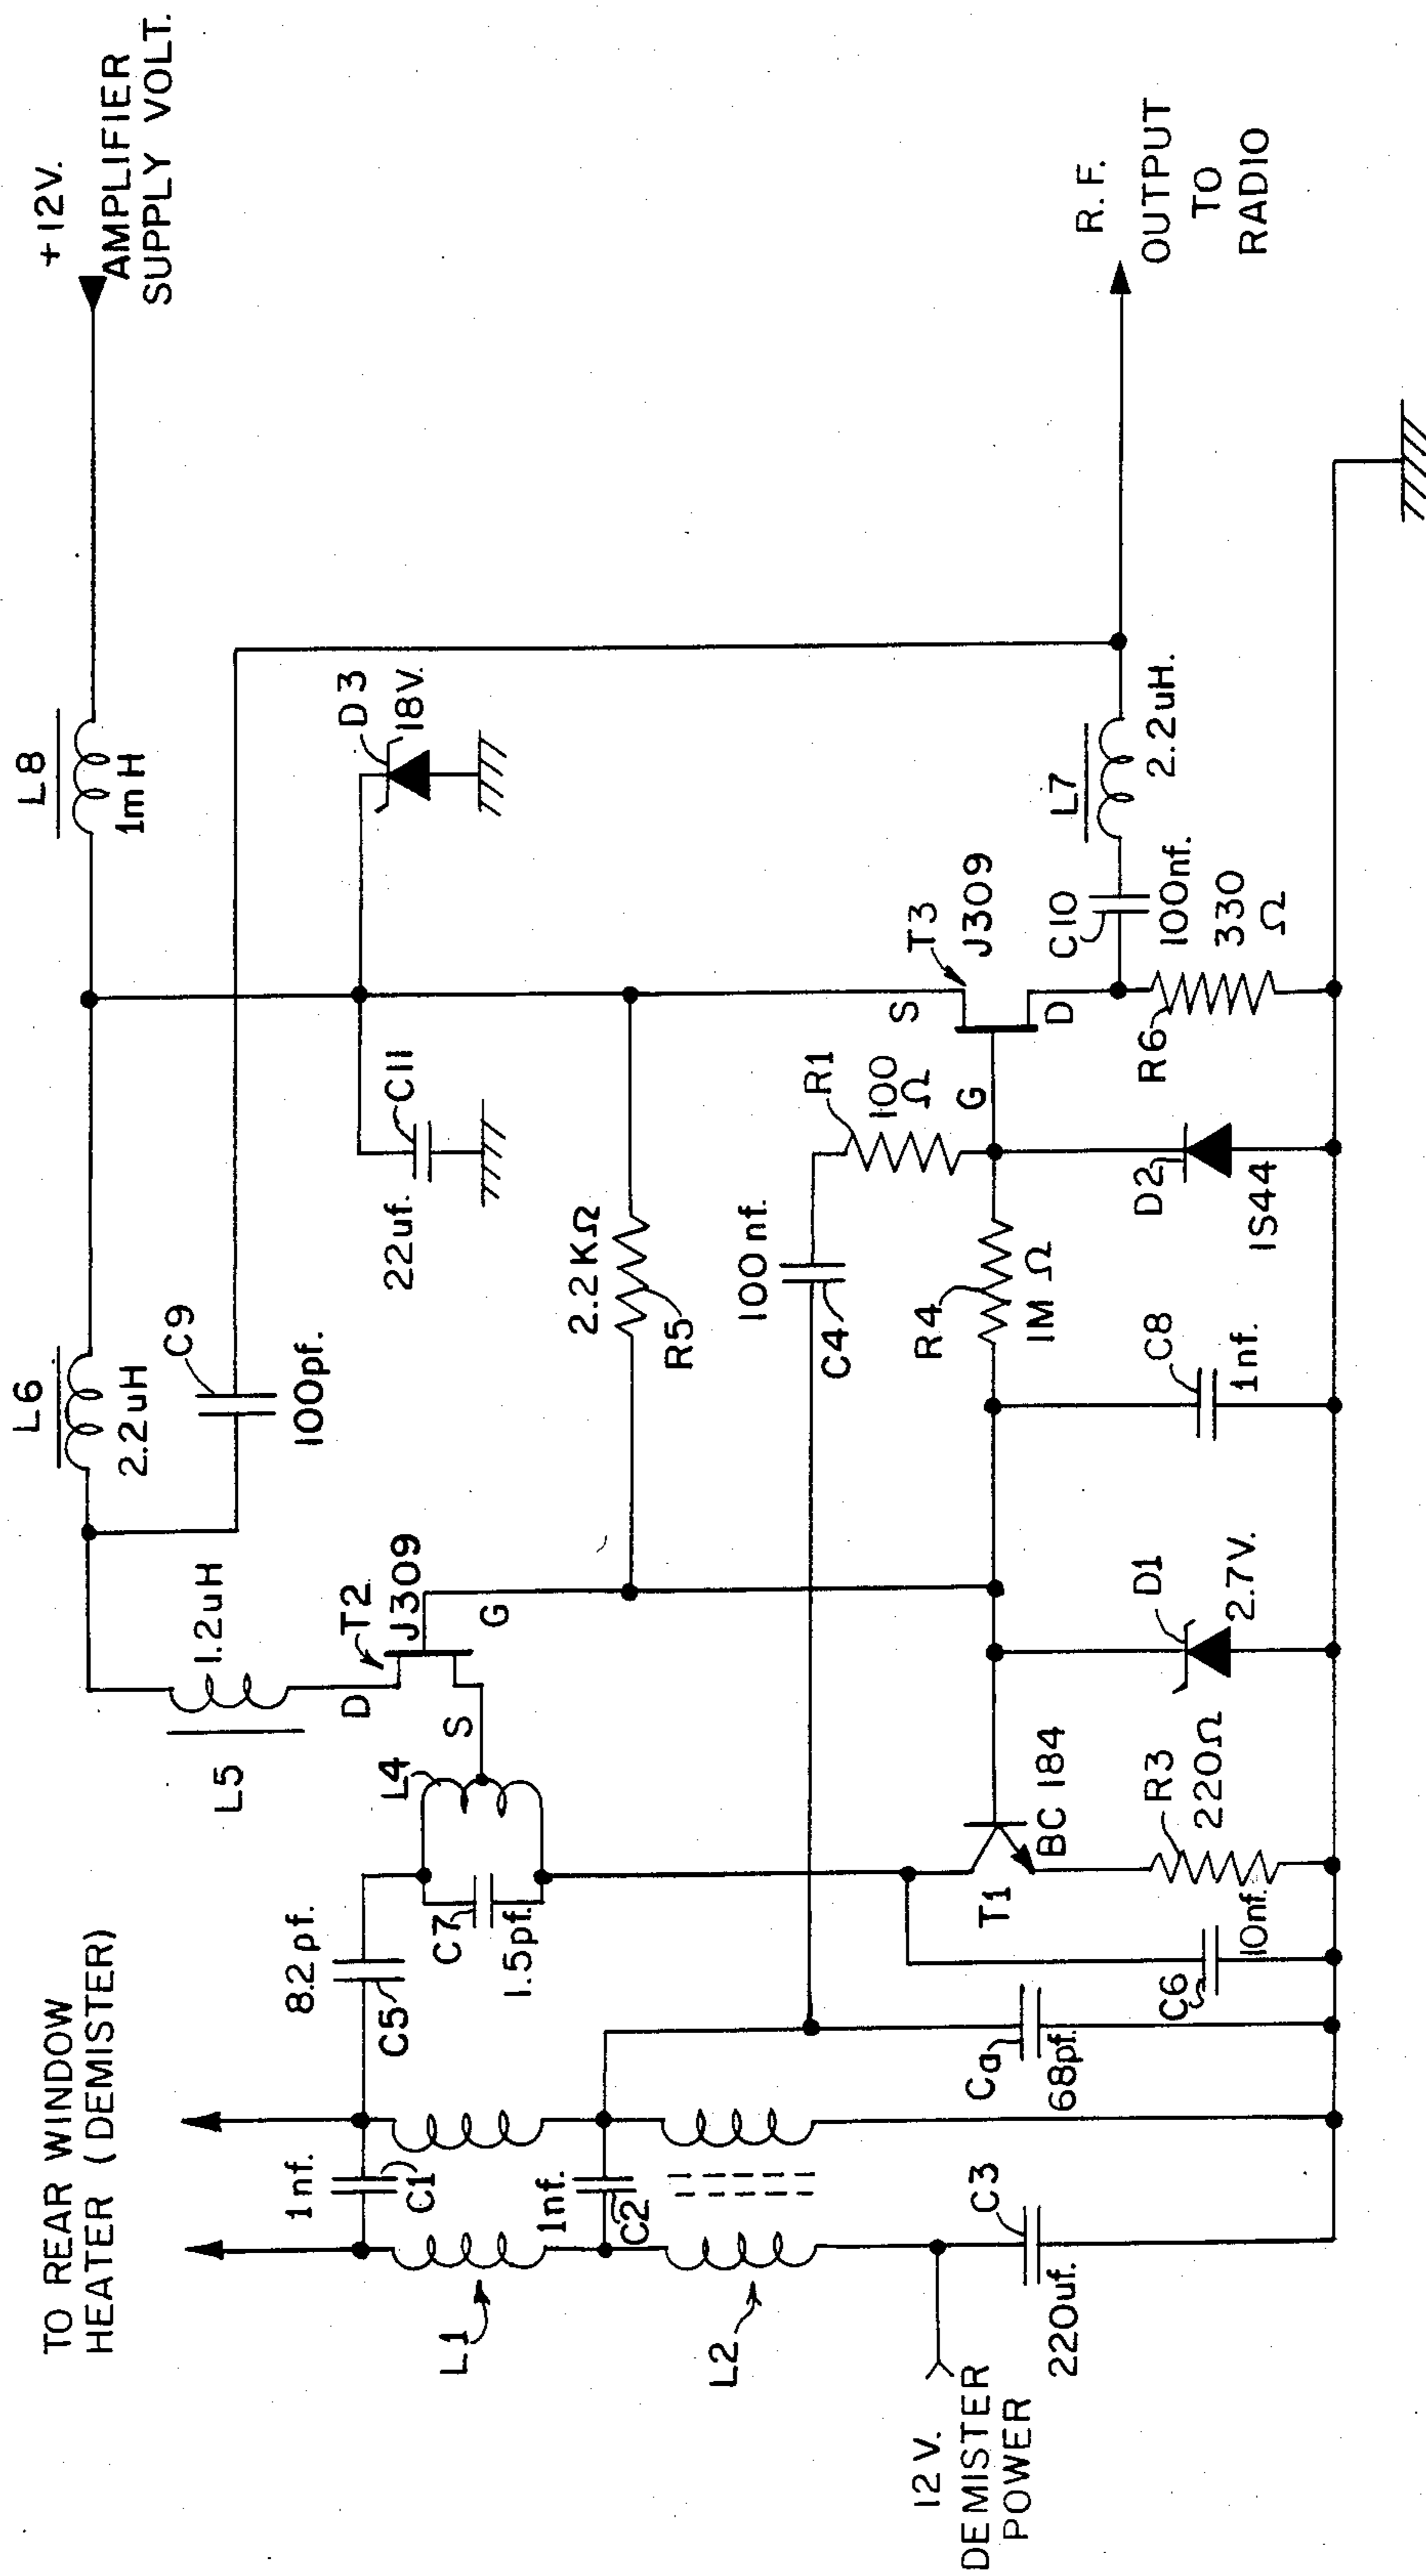 TO REAR WINDOW
HEATER (DEMISTER)
+12V.
AMPLIFIER
SUPPLY VOLT.
L8
1mH
L6
2.2uH
C9
100pf.
1.2uH
L5
D
T2
J309
G
S
L4
8.2pf.
C5
C7
1.5pf.
1nf.
C1
1nf.
C2
L1
L2
12V.
DEMISTER
POWER
C3
220uf.
Ca
68pf.
C6
10nf.
T1
BC 184
R3
220Ω
D1
2.7V.
C8
1nf.
R4
1MΩ
C4
100nf.
R1
100
Ω
2.2KΩ
R5
22uf.
C11
D3
18V.
T3
J309
S
G
D
D2
IS44
R6
330
Ω
C10
100nf.
L7
2.2uH.
R.F.
OUTPUT
TO
RADIO